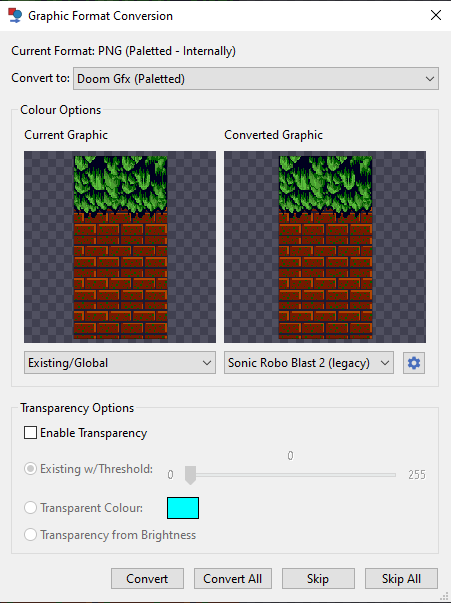 Graphic Format Conversion
Current Format: PNG (Paletted - Internally)
Convert to: Doom Gfx (Paletted)
Colour Options
Current Graphic Converted Graphic
Existing/Global Sonic Robo Blast 2 (legacy)
Transparency Options
Enable Transparency
0
Existing w/Threshold: 0 255
Transparent Colour:
Transparency from Brightness
Convert Convert All Skip Skip All